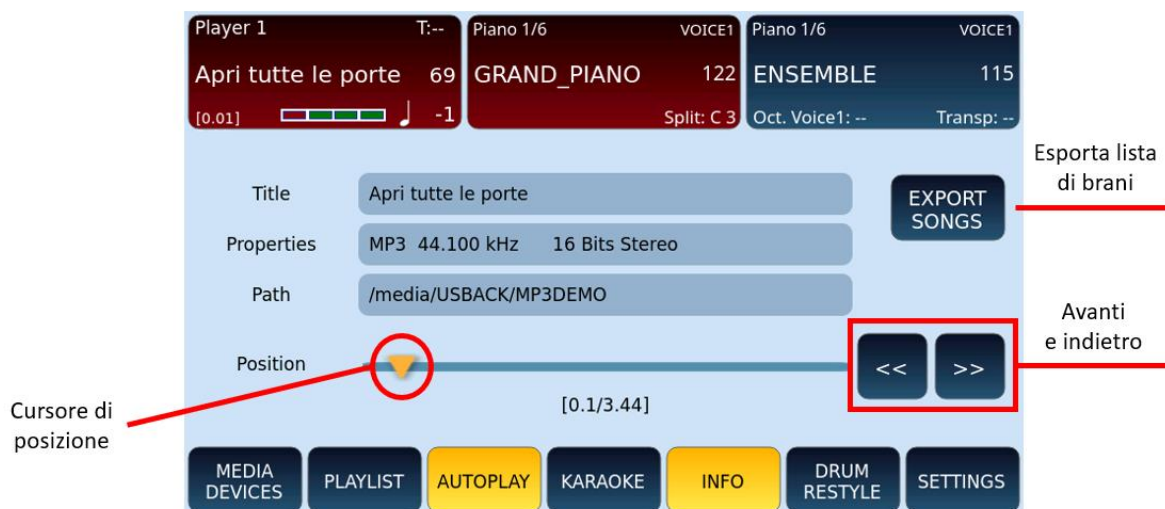 Player 1 T:--
Apri tutte le porte 69
[0.01] -1
Piano 1/6 VOICE1
GRAND_PIANO 122
Split: C 3
Piano 1/6 VOICE1
ENSEMBLE 115
Oct. Voice1: -- Transp: --
Title Apri tutte le porte
EXPORT
SONGS
Esporta lista
di brani
Properties MP3 44.100 kHz 16 Bits Stereo
Path /media/USBACK/MP3DEMO
Position
<< >>
Avanti
e indietro
[0.1/3.44]
Cursore di
posizione
MEDIA
DEVICES
PLAYLIST
AUTOPLAY
KARAOKE
INFO
DRUM
RESTYLE
SETTINGS